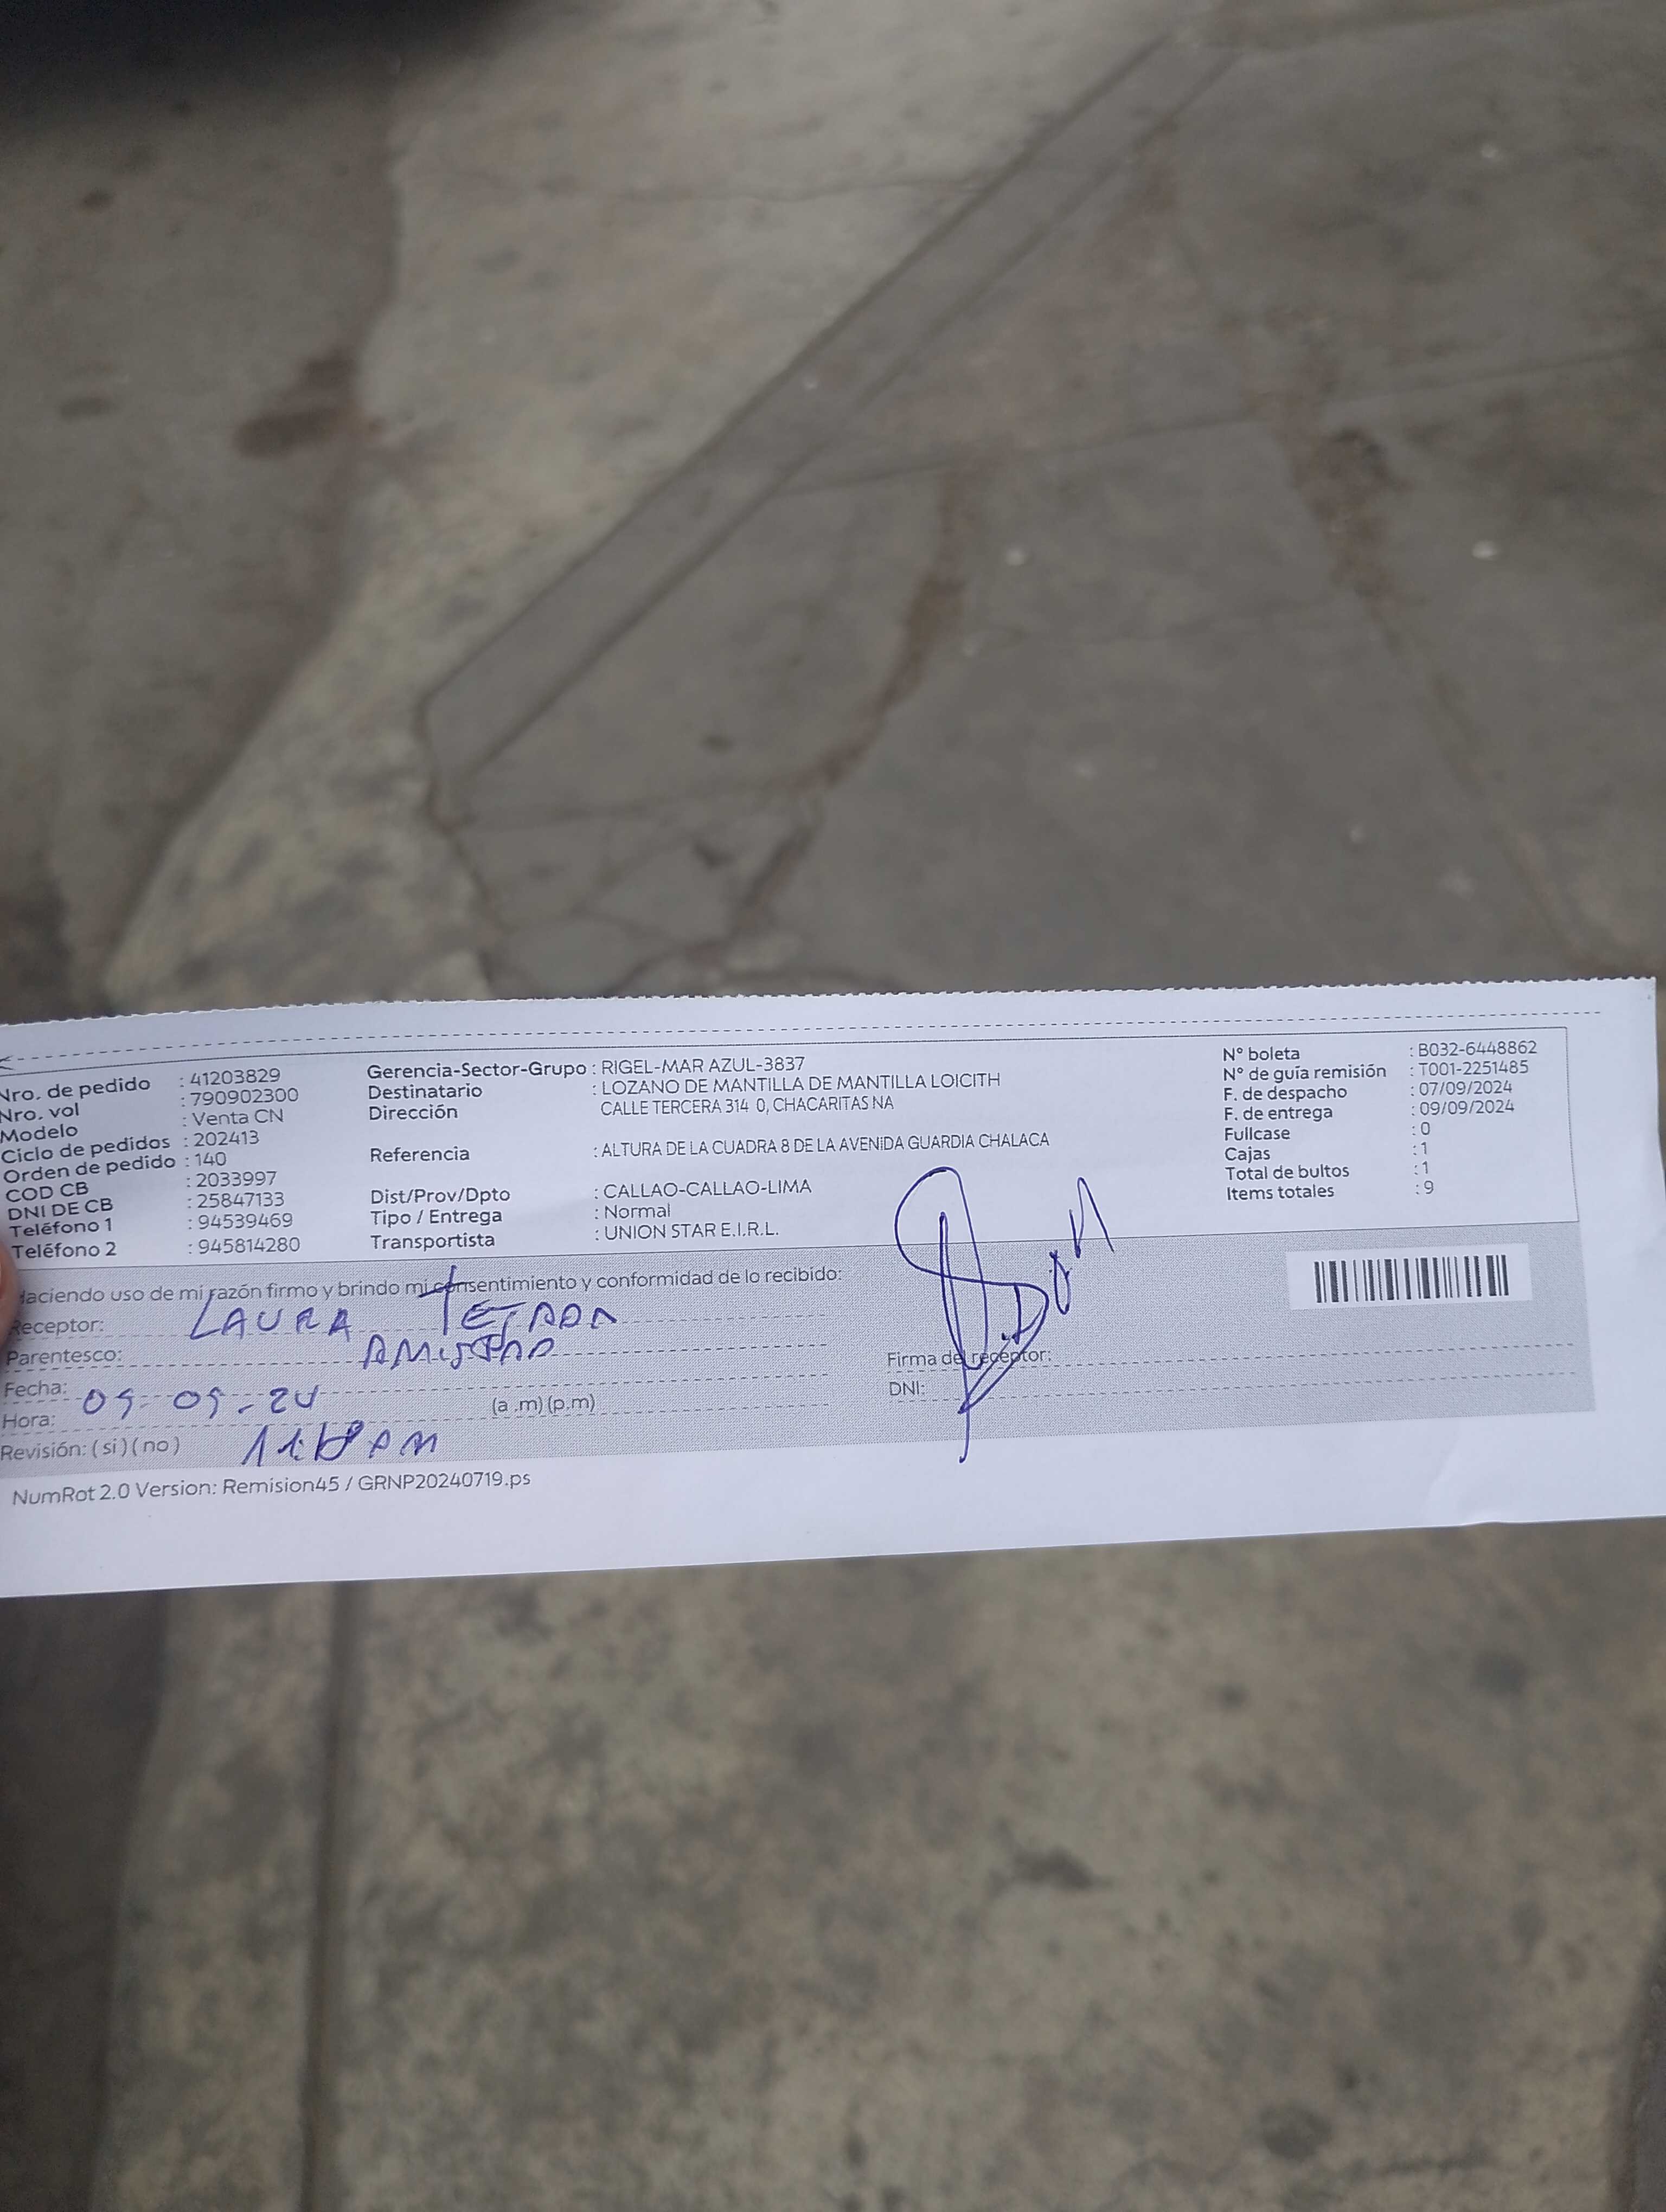 Nro. de pedido : 41203829
Nro. vol : 790902300
Modelo : Venta CN
Ciclo de pedidos : 202413
Orden de pedido : 140
COD CB : 2033997
DNI DE CB : 25847133
Teléfono 1 : 94539469
Teléfono 2 : 945814280
Gerencia-Sector-Grupo : RIGEL-MAR AZUL-3837
Destinatario : LOZANO DE MANTILLA DE MANTILLA LOICITH
Dirección CALLE TERCERA 314 0, CHACARITAS NA
Referencia : ALTURA DE LA CUADRA 8 DE LA AVENIDA GUARDIA CHALACA
Dist/Prov/Dpto : CALLAO-CALLAO-LIMA
Tipo / Entrega : Normal
Transportista : UNION STAR E.I.R.L.
N° boleta : B032-6448862
N° de guía remisión : T001-2251485
F. de despacho : 07/09/2024
F. de entrega : 09/09/2024
Fullcase : 0
Cajas : 1
Total de bultos : 1
Items totales : 9
Haciendo uso de mi razón firmo y brindo mi consentimiento y conformidad de lo recibido:
Receptor: LAURA TEJADA
Parentesco: AMISTAD
Fecha: 09-09-24
Hora: (a .m) (p.m)
Revisión: ( si ) ( no )
Firma del receptor:
DNI:
NumRot 2.0 Version: Remision45 / GRNP20240719.ps